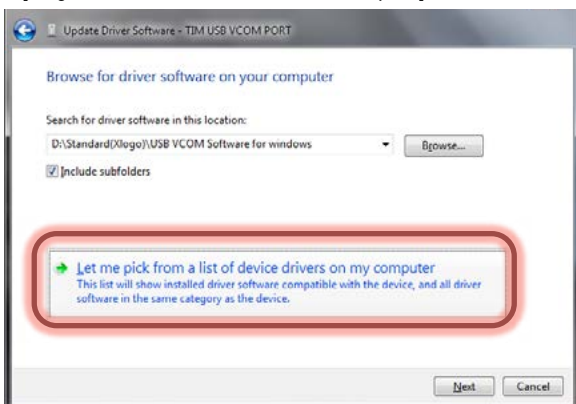 Update Driver Software - TIM USB VCOM PORT
Browse for driver software on your computer
Search for driver software in this location:
D:\Standard(Xlogo)\USB VCOM Software for windows
Browse...
Include subfolders
Let me pick from a list of device drivers on my computer
This list will show installed driver software compatible with the device, and all driver
software in the same category as the device.
Next
Cancel